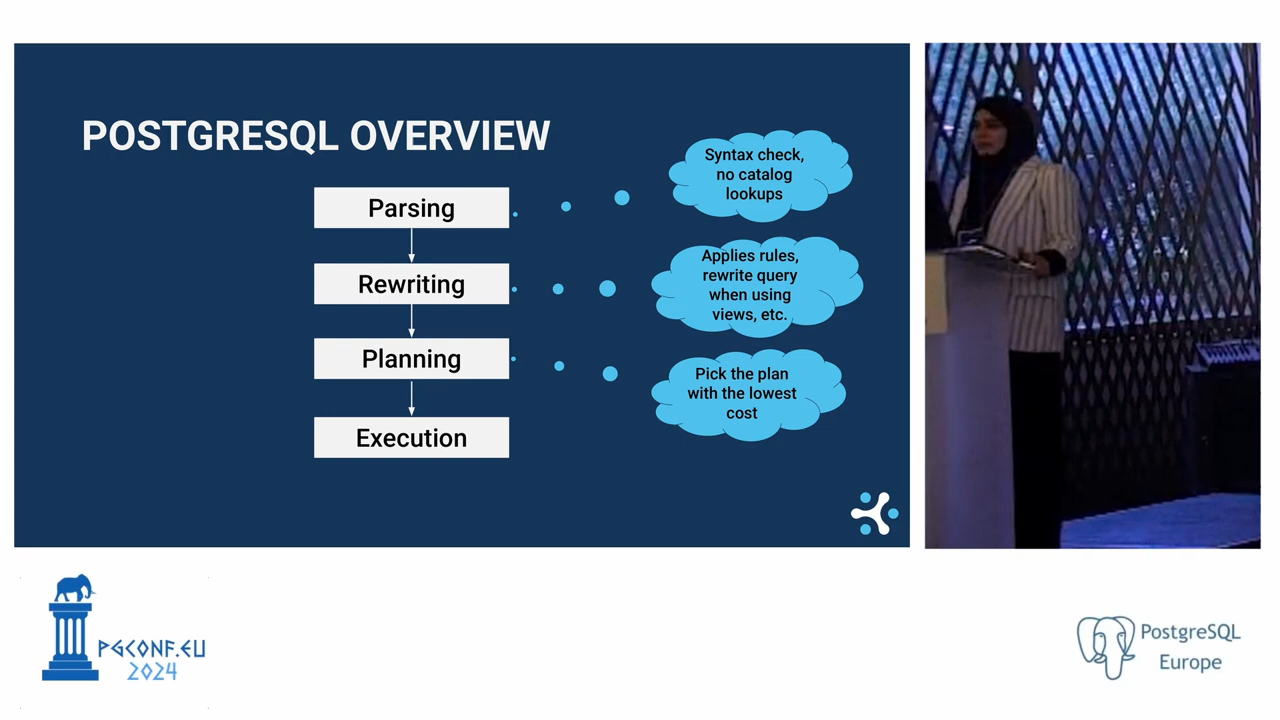 POSTGRESQL OVERVIEW
Parsing
Syntax check,
no catalog
lookups
Rewriting
Applies rules,
rewrite query
when using
views, etc.
Planning
Pick the plan
with the lowest
cost
Execution
PGCONF.EU
2024
PostgreSQL
Europe